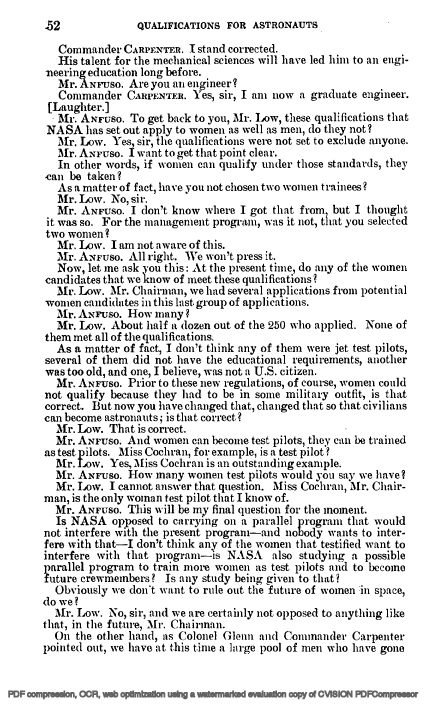 52 QUALIFICATIONS FOR ASTRONAUTS
Commander CARPENTER. I stand corrected.
His talent for the mechanical sciences will have led him to an engi-
neering education long before.
Mr. ANFUSO. Are you an engineer?
Commander CARPENTER. Yes, sir, I am now a graduate engineer.
[Laughter.]
Mr. ANFUSO. To get back to you, Mr. Low, these qualifications that
NASA has set out apply to women as well as men, do they not?
Mr. Low. Yes, sir, the qualifications were not set to exclude anyone.
Mr. ANFUSO. I want to get that point clear.
In other words, if women can qualify under those standards, they
can be taken?
As a matter of fact, have you not chosen two women trainees?
Mr. Low. No, sir.
Mr. ANFUSO. I don't know where I got that from, but I thought
it was so. For the management program, was it not, that you selected
two women?
Mr. Low. I am not aware of this.
Mr. ANFUSO. All right. We won't press it.
Now, let me ask you this: At the present time, do any of the women
candidates that we know of meet these qualifications?
Mr. Low. Mr. Chairman, we had several applications from potential
women candidates in this last group of applications.
Mr. ANFUSO. How many?
Mr. Low. About half a dozen out of the 250 who applied. None of
them met all of the qualifications.
As a matter of fact, I don't think any of them were jet test pilots,
several of them did not have the educational requirements, another
was too old, and one, I believe, was not a U.S. citizen.
Mr. ANFUSO. Prior to these new regulations, of course, women could
not qualify because they had to be in some military outfit, is that
correct. But now you have changed that, changed that so that civilians
can become astronauts; is that correct?
Mr. Low. That is correct.
Mr. ANFUSO. And women can become test pilots, they can be trained
as test pilots. Miss Cochran, for example, is a test pilot?
Mr. Low. Yes, Miss Cochran is an outstanding example.
Mr. ANFUSO. How many women test pilots would you say we have?
Mr. Low. I cannot answer that question. Miss Cochran, Mr. Chair-
man, is the only woman test pilot that I know of.
Mr. ANFUSO. This will be my final question for the moment.
Is NASA opposed to carrying on a parallel program that would
not interfere with the present program—and nobody wants to inter-
fere with that—I don't think any of the women that testified want to
interfere with that program—is NASA also studying a possible
parallel program to train more women as test pilots and to become
future crewmembers? Is any study being given to that?
Obviously we don't want to rule out the future of women in space,
do we?
Mr. Low. No, sir, and we are certainly not opposed to anything like
that, in the future, Mr. Chairman.
On the other hand, as Colonel Glenn and Commander Carpenter
pointed out, we have at this time a large pool of men who have gone
PDF compression, OCR, web optimization using a watermarked evaluation copy of CVISION PDFCompressor